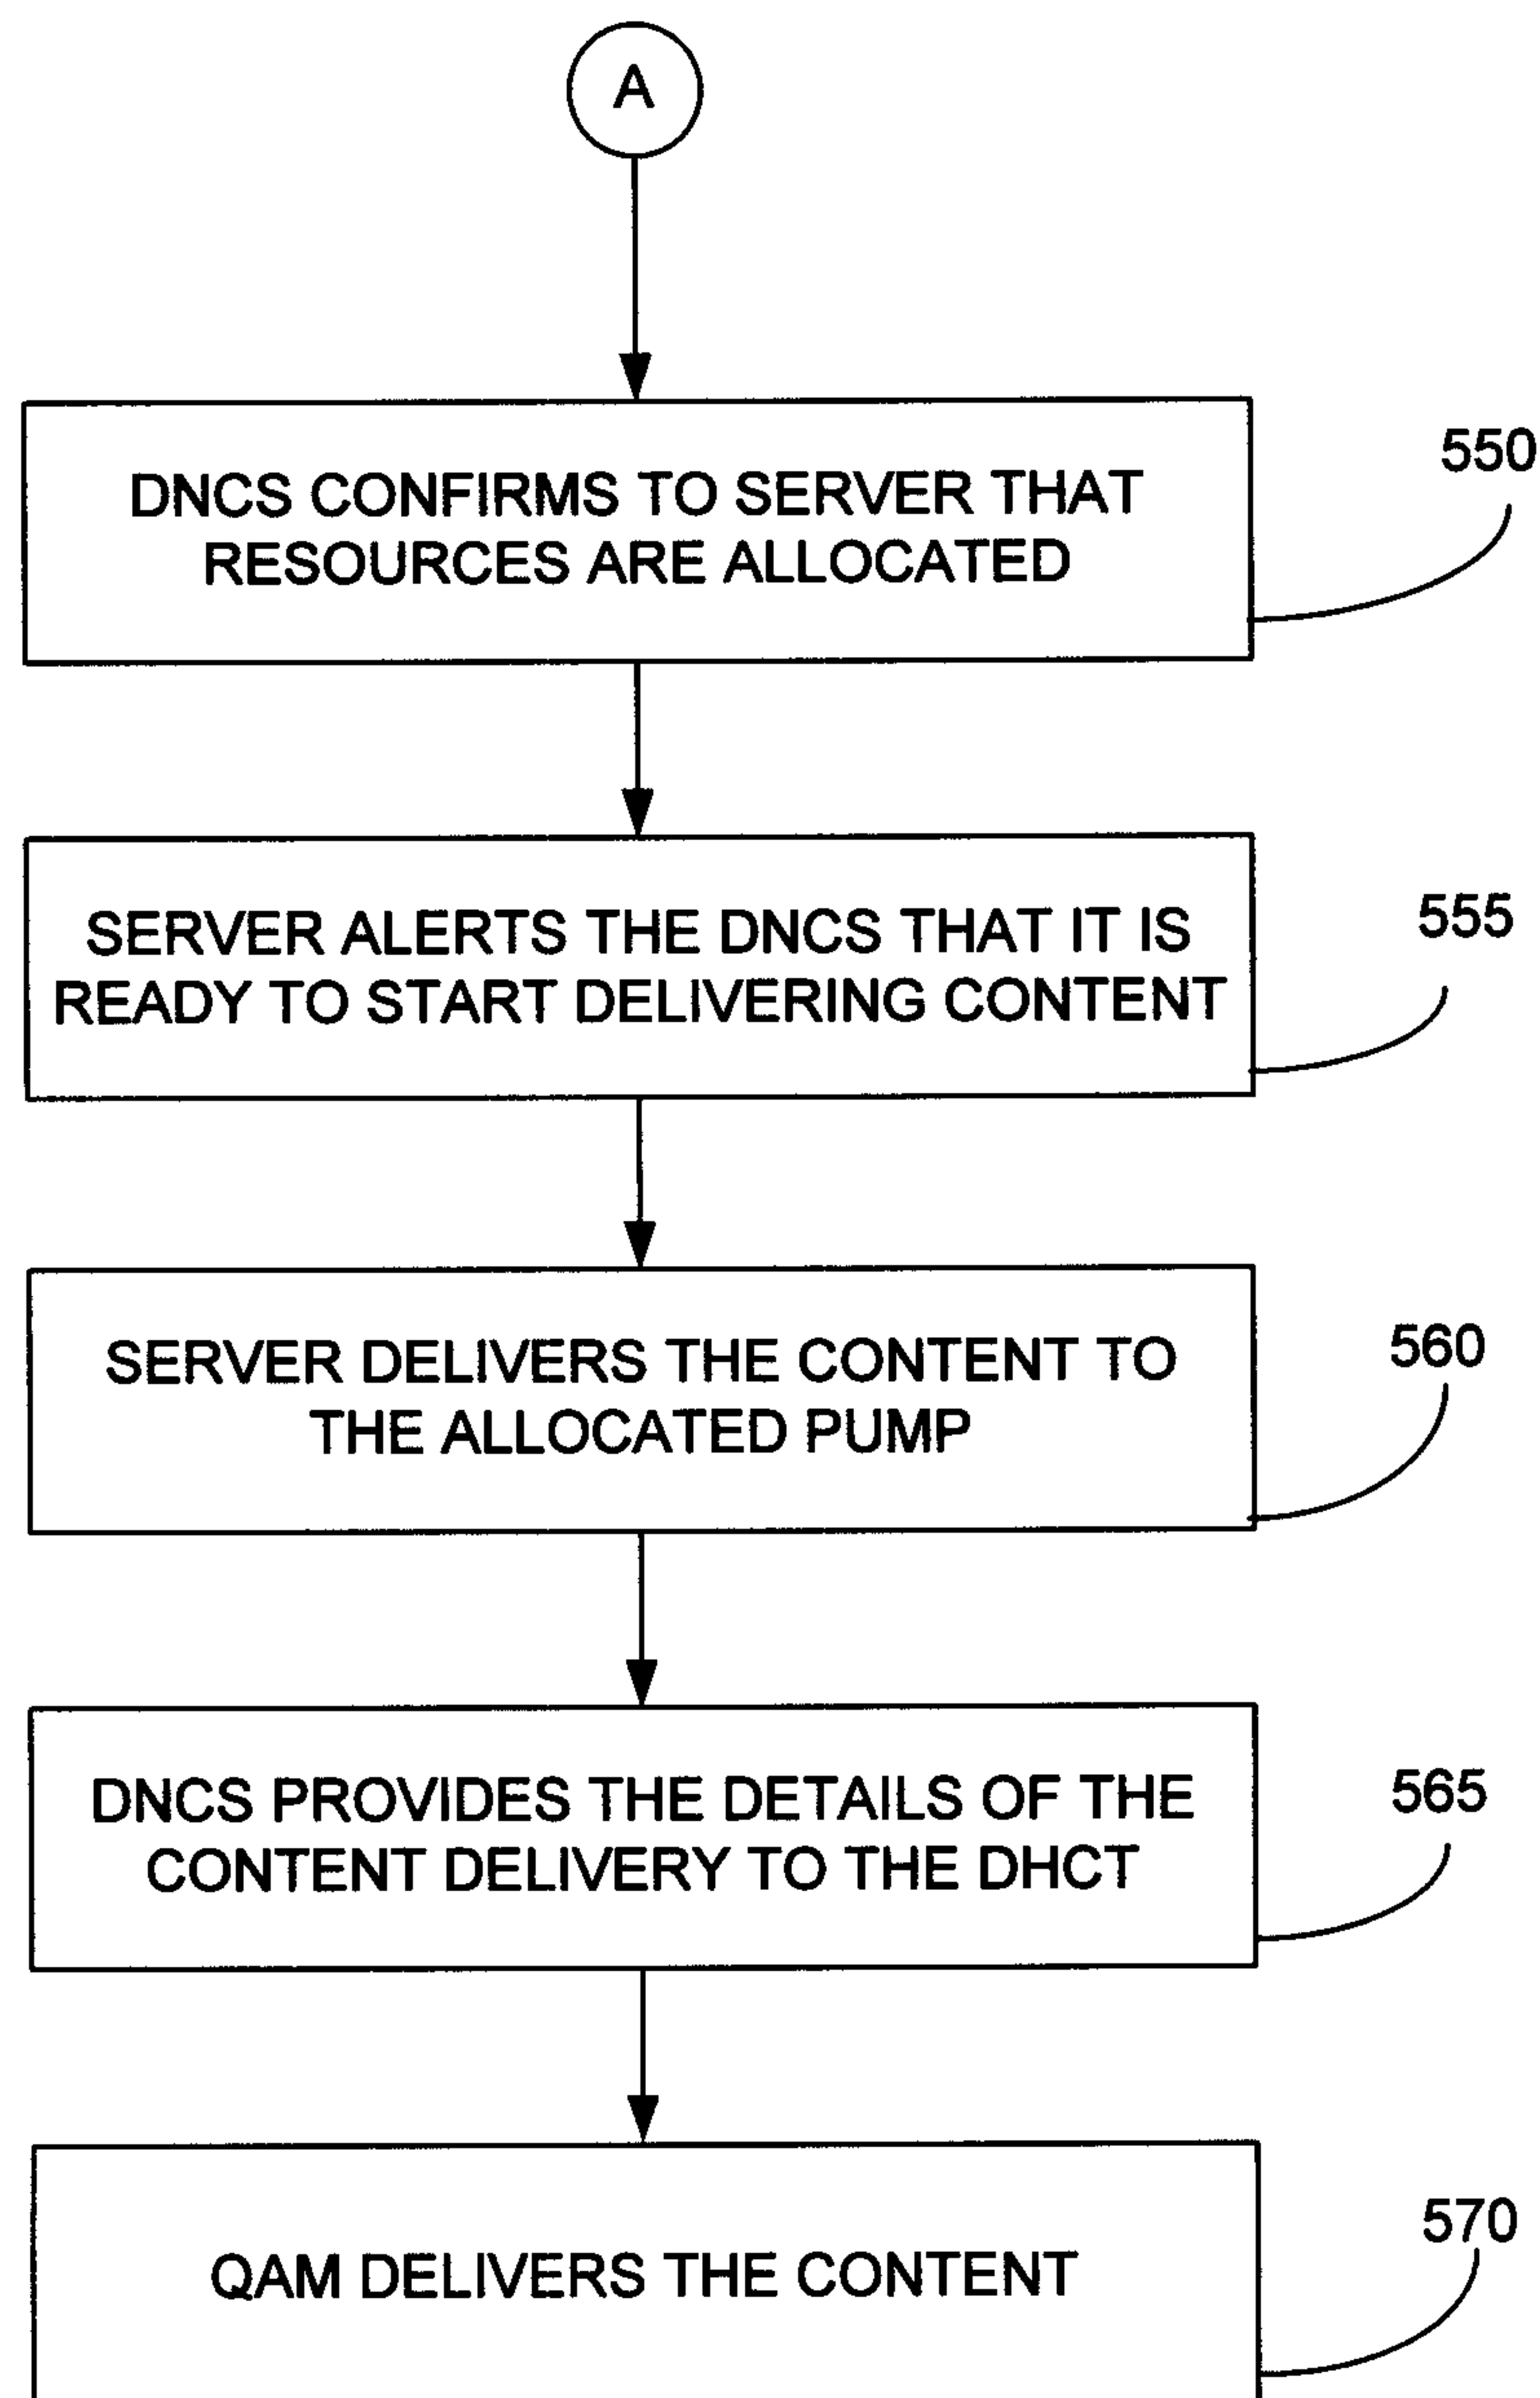 A
DNCS CONFIRMS TO SERVER THAT
RESOURCES ARE ALLOCATED
550
SERVER ALERTS THE DNCS THAT IT IS
READY TO START DELIVERING CONTENT
555
SERVER DELIVERS THE CONTENT TO
THE ALLOCATED PUMP
560
DNCS PROVIDES THE DETAILS OF THE
CONTENT DELIVERY TO THE DHCT
565
QAM DELIVERS THE CONTENT
570